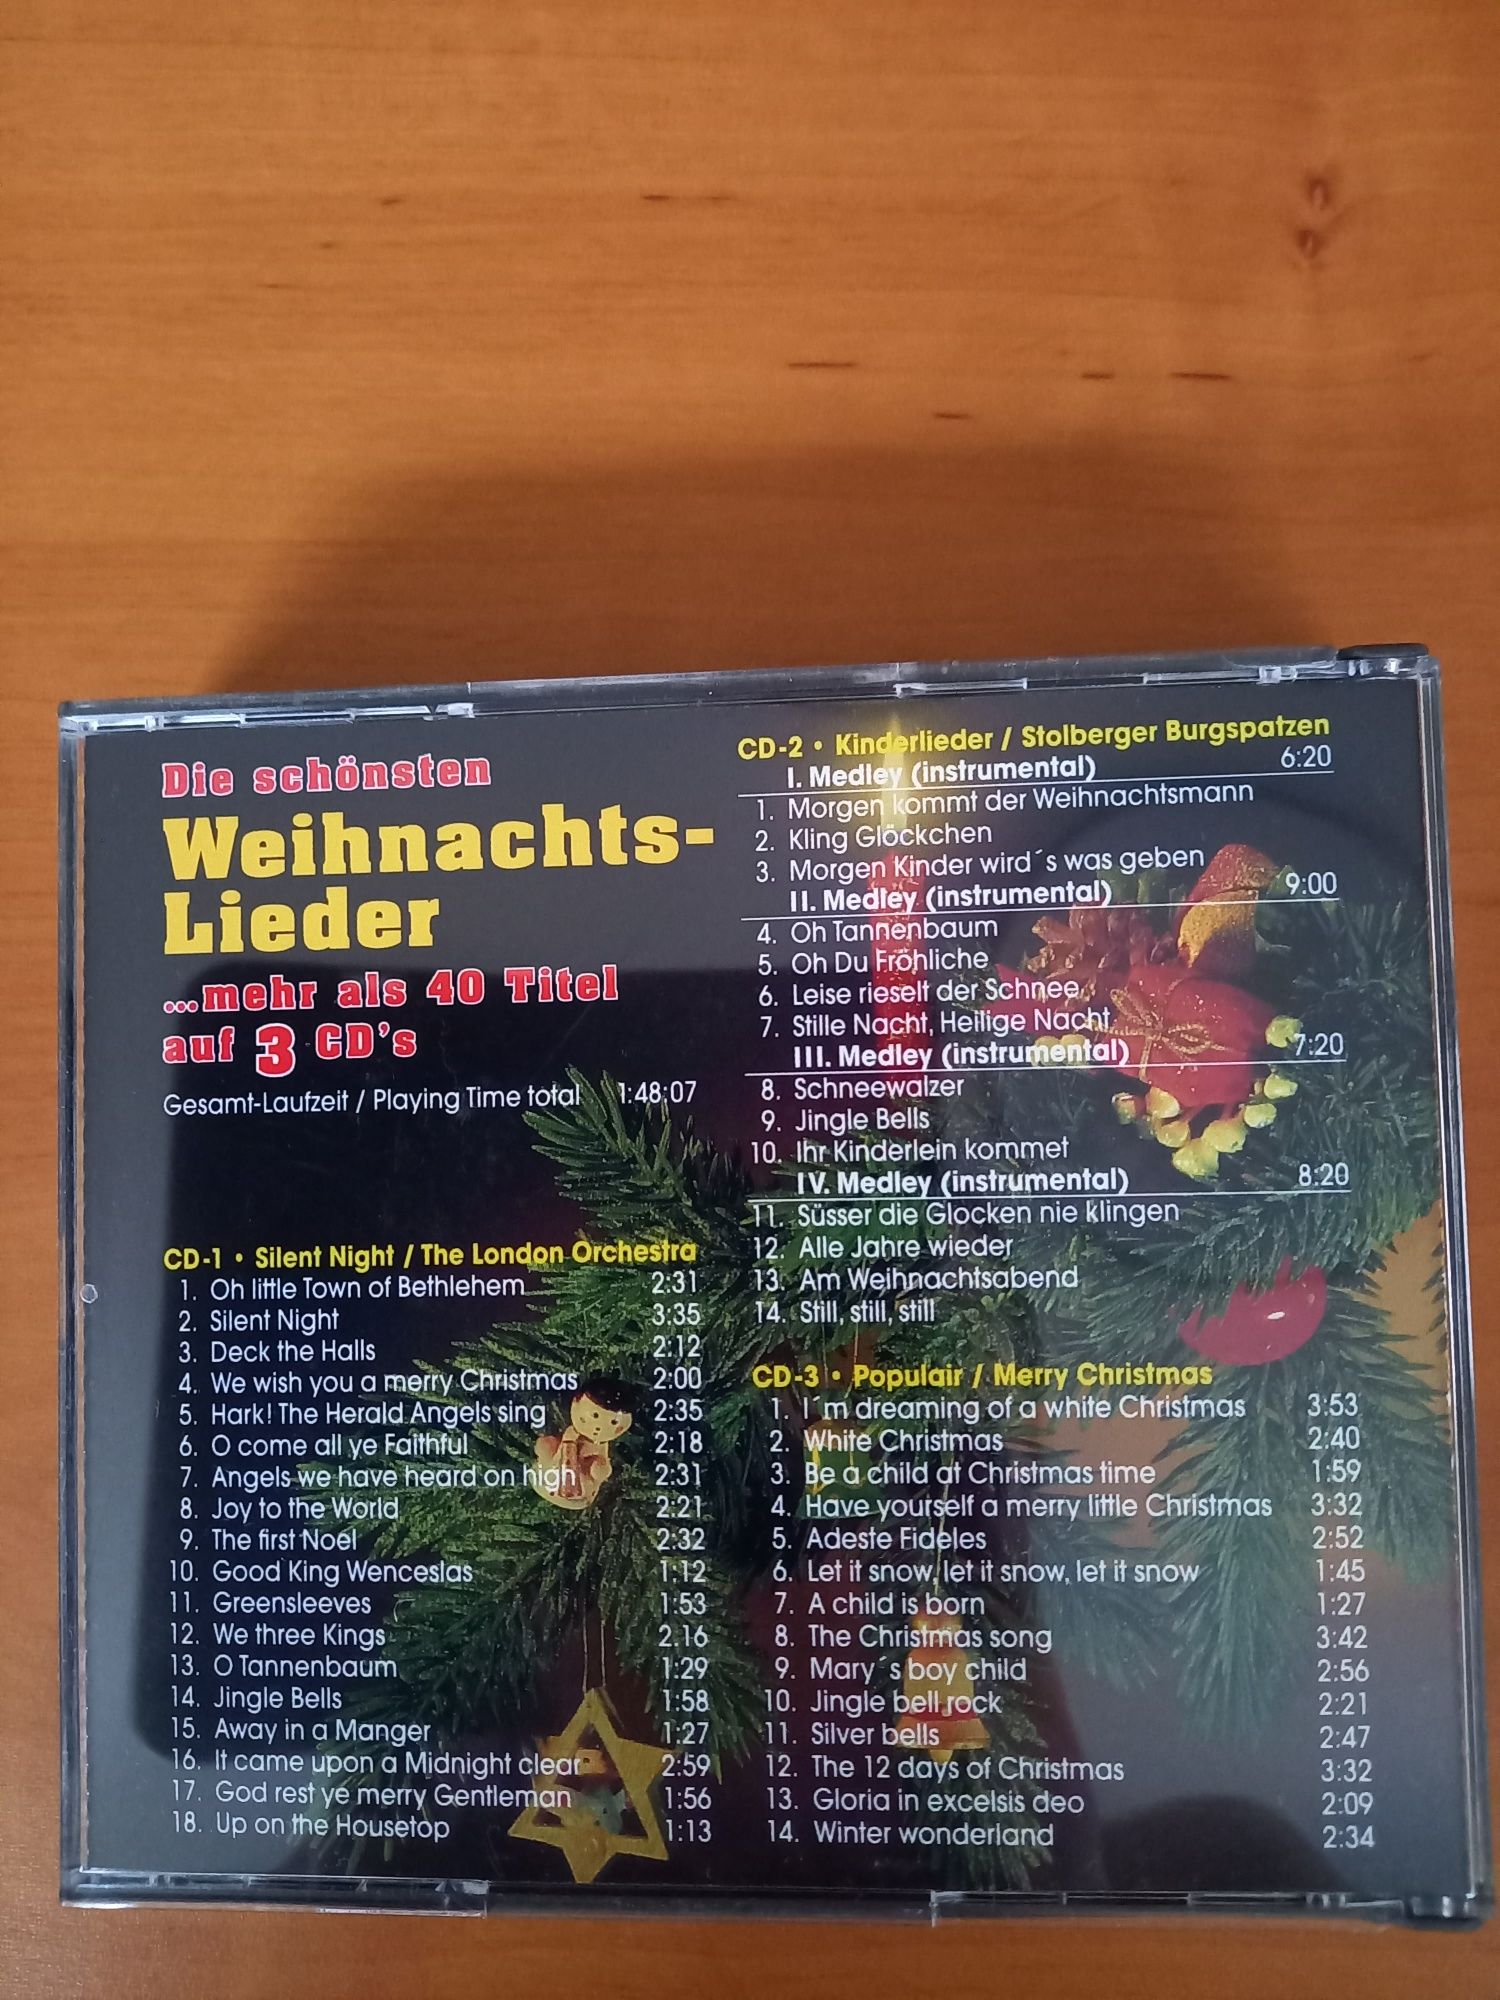 Die schönsten
Weihnachts-
Lieder
...mehr als 40 Titel
auf 3 CD's
Gesamt-Laufzeit / Playing Time total 1:48:07
CD-1 • Silent Night / The London Orchestra
1. Oh little Town of Bethlehem 2:31
2. Silent Night 3:35
3. Deck the Halls 2:12
4. We wish you a merry Christmas 2:00
5. Hark! The Herald Angels sing 2:35
6. O come all ye Faithful 2:18
7. Angels we have heard on high 2:31
8. Joy to the World 2:21
9. The first Noel 2:32
10. Good King Wenceslas 1:12
11. Greensleeves 1:53
12. We three Kings 2.16
13. O Tannenbaum 1:29
14. Jingle Bells 1:58
15. Away in a Manger 1:27
16. It came upon a Midnight clear 2:59
17. God rest ye merry Gentleman 1:56
18. Up on the Housetop 1:13
CD-2 • Kinderlieder / Stolberger Burgspatzen
I. Medley (instrumental) 6:20
1. Morgen kommt der Weihnachtsmann
2. Kling Glöckchen
3. Morgen Kinder wird´s was geben
II. Medley (instrumental) 9:00
4. Oh Tannenbaum
5. Oh Du Fröhliche
6. Leise rieselt der Schnee
7. Stille Nacht, Heilige Nacht
III. Medley (instrumental) 7:20
8. Schneewalzer
9. Jingle Bells
10. Ihr Kinderlein kommet
IV. Medley (instrumental) 8:20
11. Süsser die Glocken nie klingen
12. Alle Jahre wieder
13. Am Weihnachtsabend
14. Still, still, still
CD-3 • Populair / Merry Christmas
1. I´m dreaming of a white Christmas 3:53
2. White Christmas 2:40
3. Be a child at Christmas time 1:59
4. Have yourself a merry little Christmas 3:32
5. Adeste Fideles 2:52
6. Let it snow, let it snow, let it snow 1:45
7. A child is born 1:27
8. The Christmas song 3:42
9. Mary´s boy child 2:56
10. Jingle bell rock 2:21
11. Silver bells 2:47
12. The 12 days of Christmas 3:32
13. Gloria in excelsis deo 2:09
14. Winter wonderland 2:34